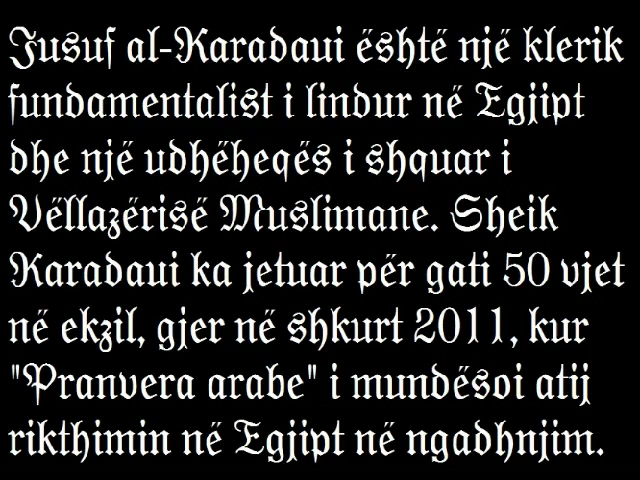 Jusuf al-Karadaui është një klerik
fundamentalist i lindur në Egjipt
dhe një udhëheqës i shquar i
Vëllazërisë Muslimane. Sheik
Karadaui ka jetuar për gati 50 vjet
në ekzil, gjer në shkurt 2011, kur
"Pranvera arabe" i mundësoi atij
rikthimin në Egjipt në ngadhnjim.